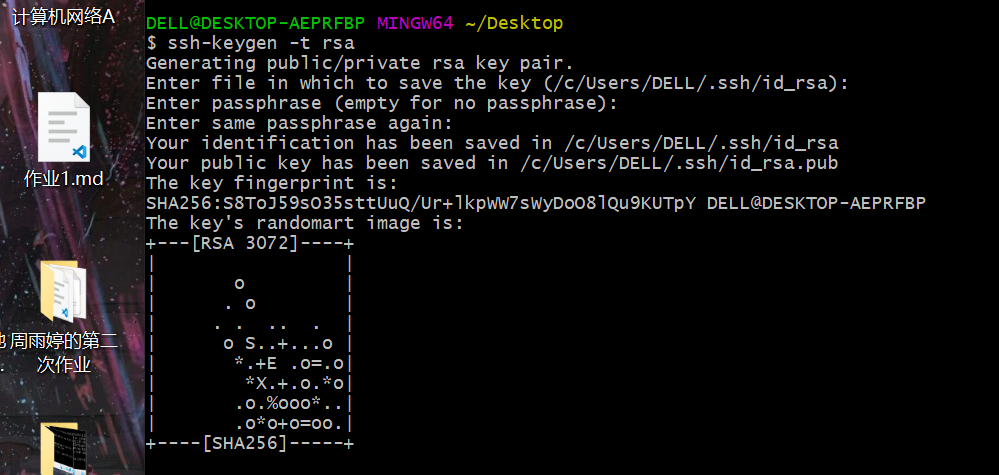 计算机网络A
作业1.md
周雨婷的第二
次作业
DELL@DESKTOP-AEPRFBP MINGW64 ~/Desktop
$ ssh-keygen -t rsa
Generating public/private rsa key pair.
Enter file in which to save the key (/c/Users/DELL/.ssh/id_rsa):
Enter passphrase (empty for no passphrase):
Enter same passphrase again:
Your identification has been saved in /c/Users/DELL/.ssh/id_rsa
Your public key has been saved in /c/Users/DELL/.ssh/id_rsa.pub
The key fingerprint is:
SHA256:S8ToJ59sO35sttUuQ/Ur+lkpWW7sWyDoO8lQu9KUTpY DELL@DESKTOP-AEPRFBP
The key's randomart image is:
+---[RSA 3072]----+
|                 |
|       o         |
|      . o        |
|     . .  ..  .  |
|      o S..+...o |
|       *.+E .o=.o|
|        *X.+.o.*o|
|       .o.%ooo*..|
|       .o*o+o=oo.|
+----[SHA256]-----+